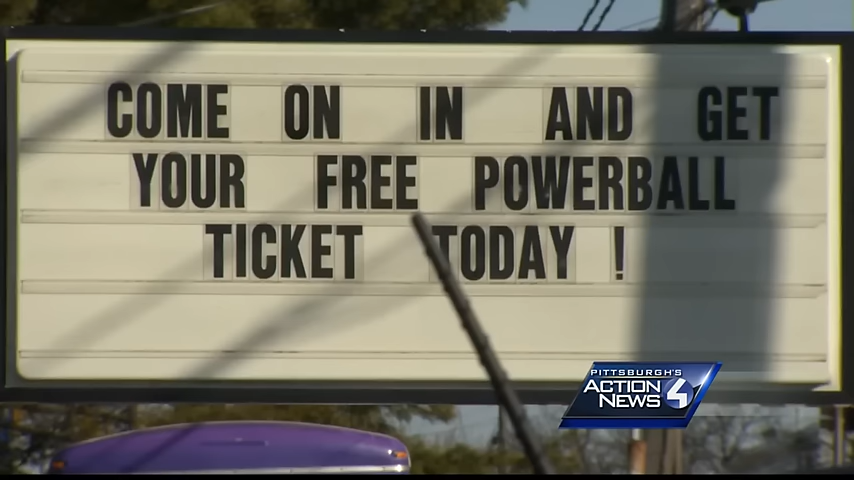 COME ON IN AND GET
YOUR FREE POWERBALL
TICKET TODAY !
PITTSBURGH'S
ACTION
NEWS 4